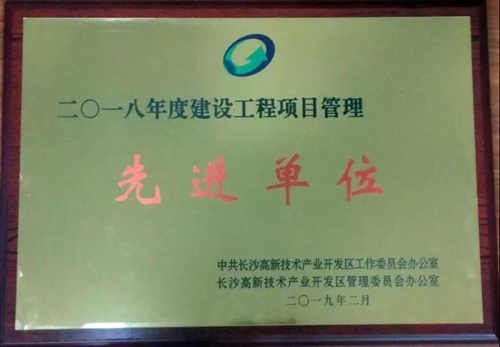 二〇一八年度建设工程项目管理
先进单位
中共长沙高新技术产业开发区工作委员会办公室
长沙高新技术产业开发区管理委员会办公室
二〇一九年二月